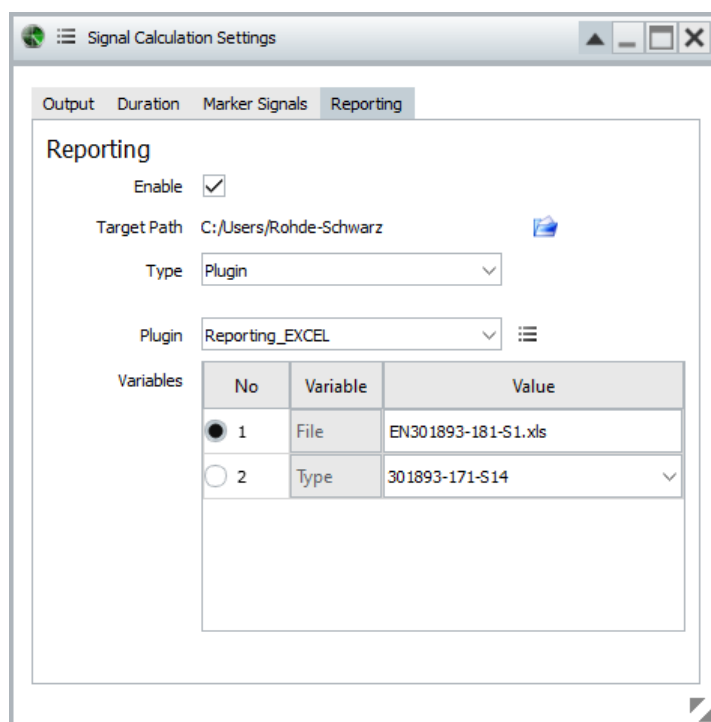 Signal Calculation Settings
Output Duration Marker Signals Reporting
Reporting
Enable
Target Path C:/Users/Rohde-Schwarz
Type Plugin
Plugin Reporting_EXCEL
Variables No Variable Value
1 File EN301893-181-S1.xls
2 Type 301893-171-S14